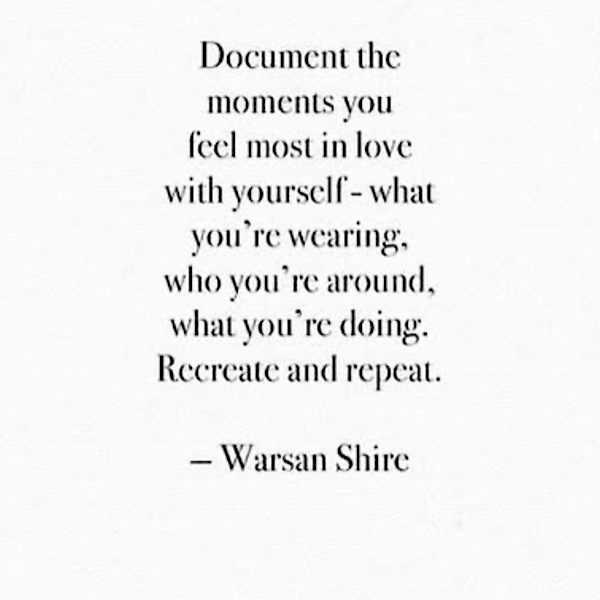 Document the
moments you
feel most in love
with yourself - what
you're wearing,
who you're around,
what you're doing.
Recreate and repeat.
– Warsan Shire